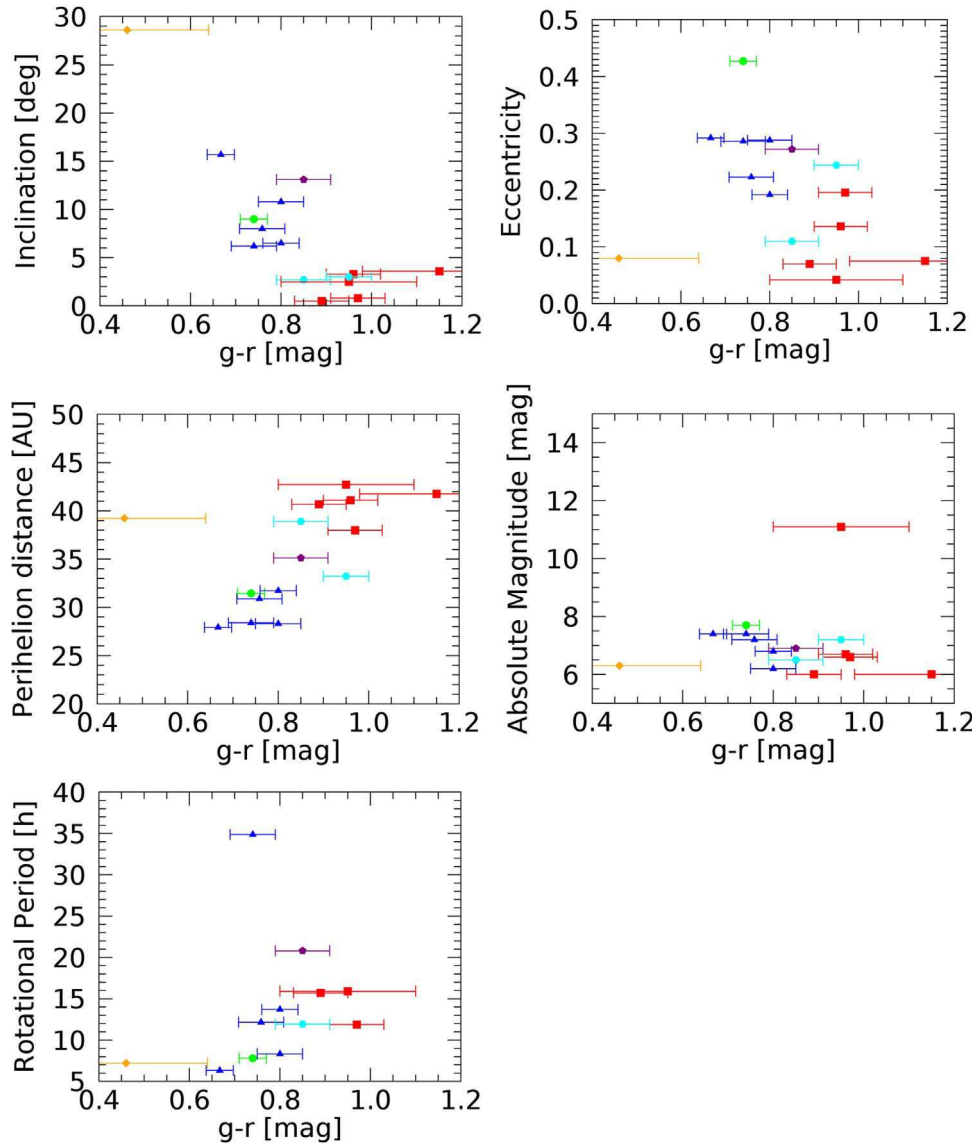 Inclination [deg]
30
25
20
15
10
5
0
0.4 0.6 0.8 1.0 1.2
g-r [mag]
Eccentricity
0.5
0.4
0.3
0.2
0.1
0.0
0.4 0.6 0.8 1.0 1.2
g-r [mag]
Perihelion distance [AU]
50
45
40
35
30
25
20
0.4 0.6 0.8 1.0 1.2
g-r [mag]
Absolute Magnitude [mag]
14
12
10
8
6
0.4 0.6 0.8 1.0 1.2
g-r [mag]
Rotational Period [h]
40
35
30
25
20
15
10
5
0.4 0.6 0.8 1.0 1.2
g-r [mag]